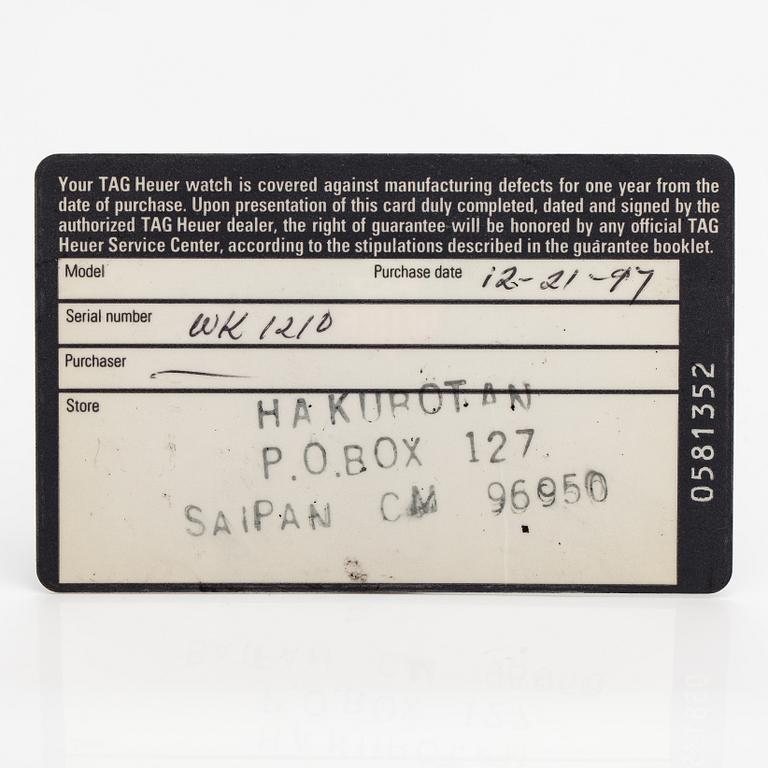 Your TAG Heuer watch is covered against manufacturing defects for one year from the
date of purchase. Upon presentation of this card duly completed, dated and signed by the
authorized TAG Heuer dealer, the right of guarantee will be honored by any official TAG
Heuer Service Center, according to the stipulations described in the guarantee booklet.
Model Purchase date 12-21-97
Serial number WK 1210
Purchaser
Store
HAKUBOTAN
P.O.BOX 127
SAIPAN CM 96950
0581352